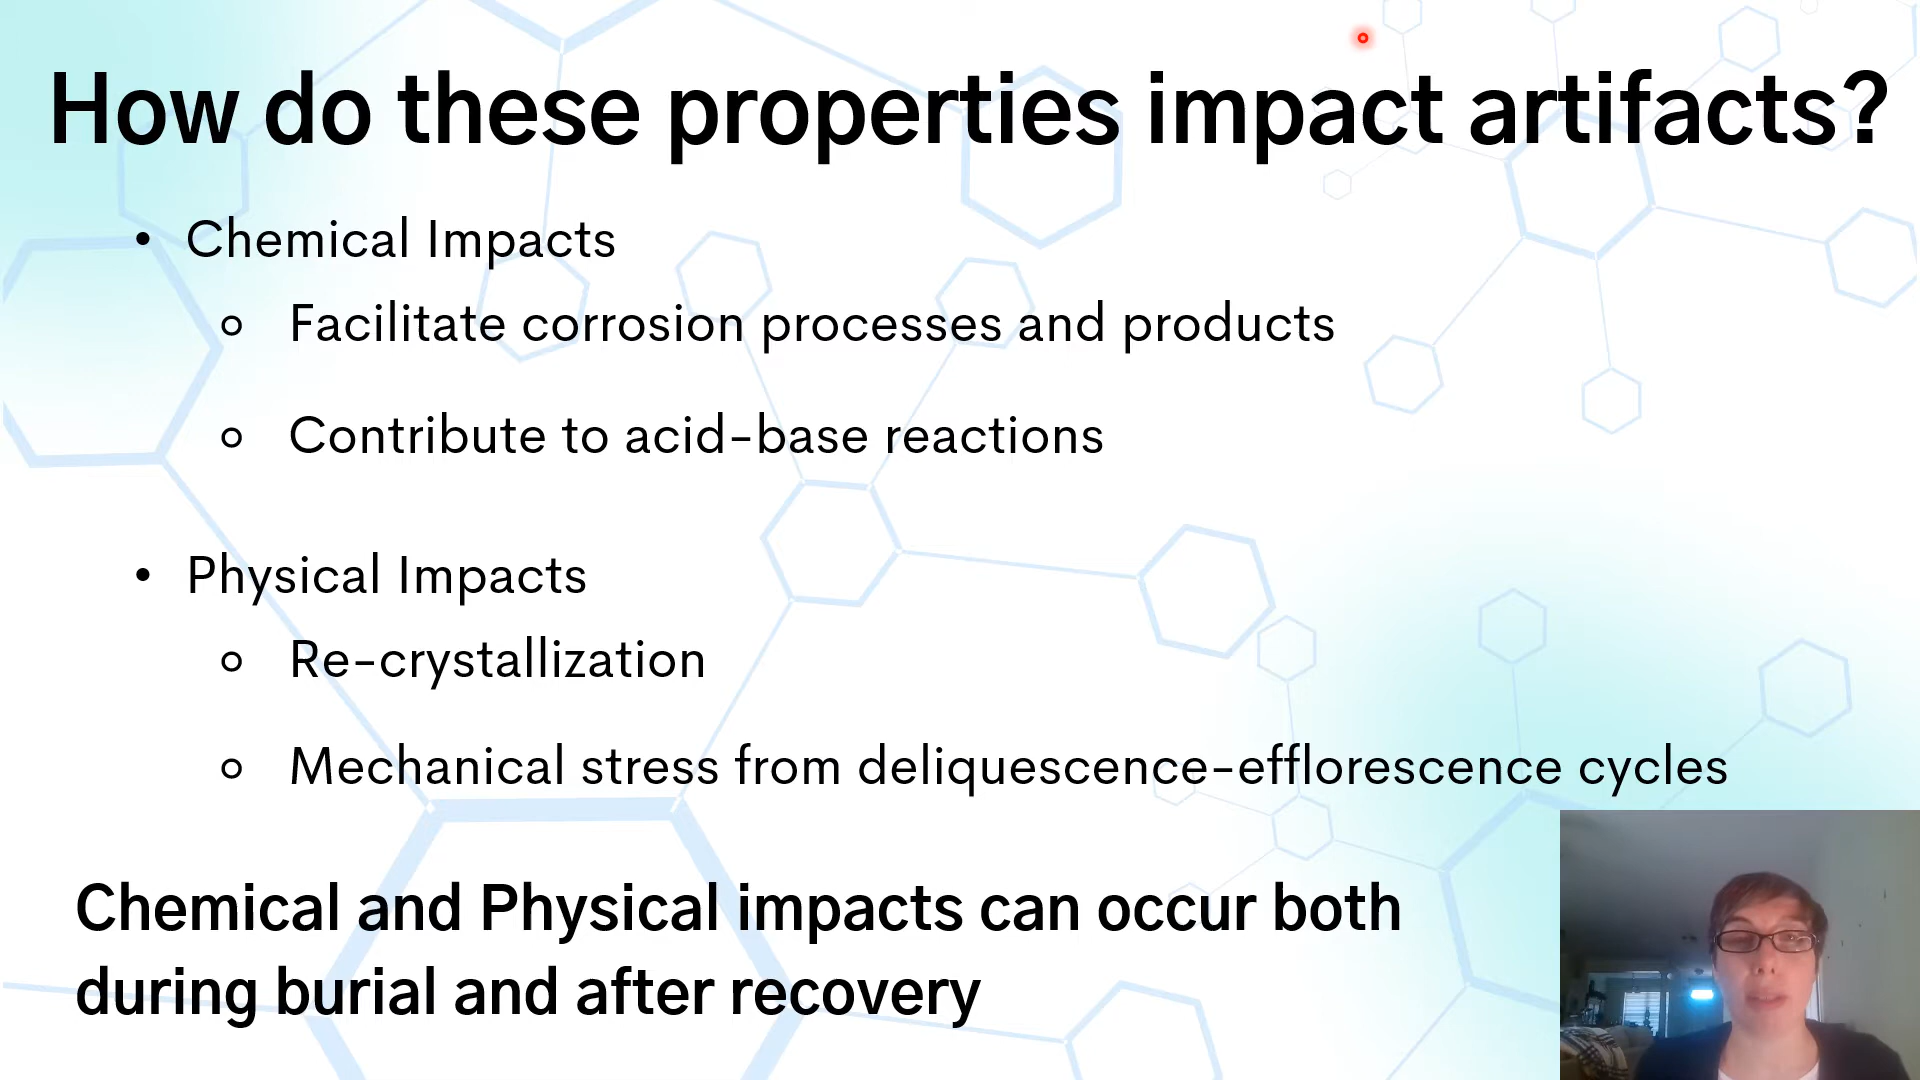 How do these properties impact artifacts?
• Chemical Impacts
○ Facilitate corrosion processes and products
○ Contribute to acid-base reactions
• Physical Impacts
○ Re-crystallization
○ Mechanical stress from deliquescence-efflorescence cycles
Chemical and Physical impacts can occur both
during burial and after recovery